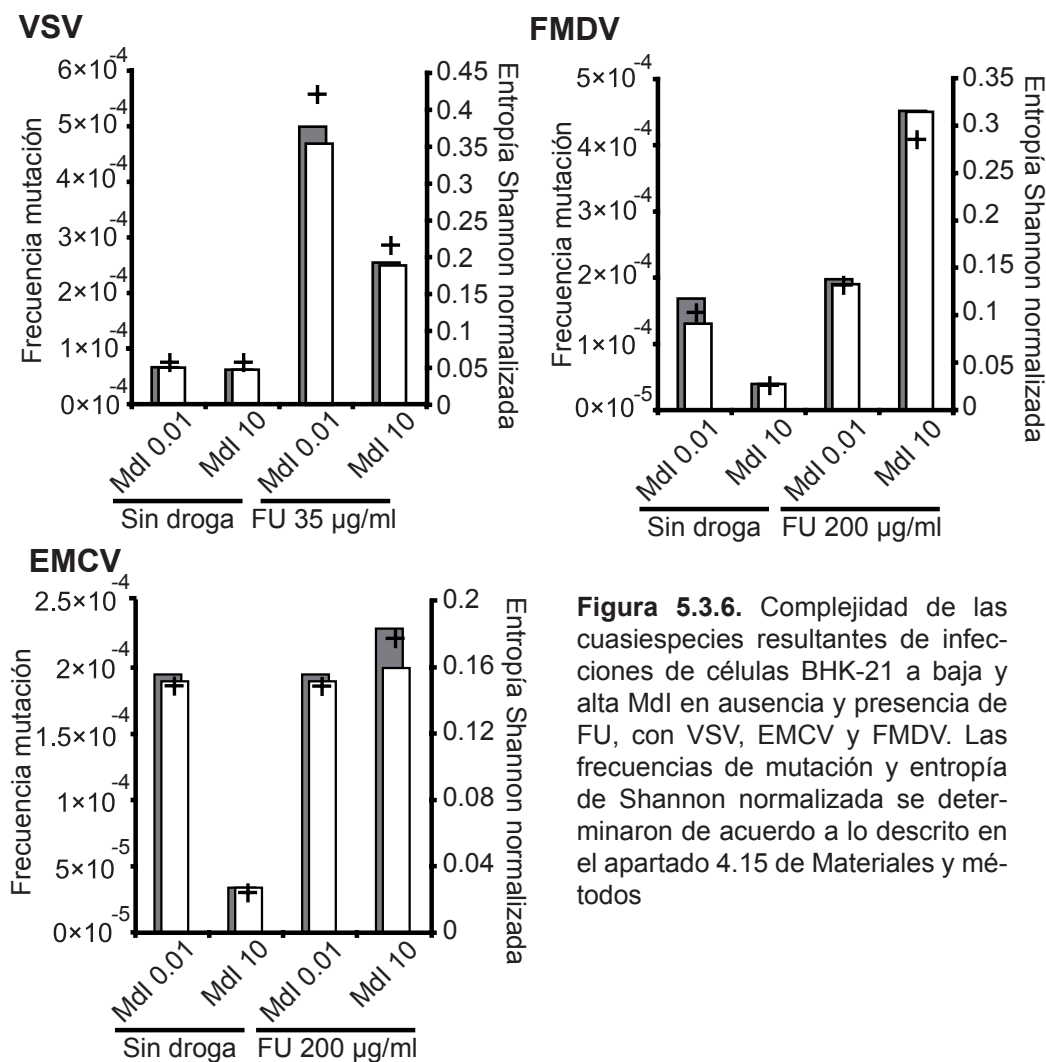 VSV
6×10-4
5×10-4
4×10-4
3×10-4
2×10-4
1×10-4
0×10-4
Frecuencia mutación
0.45
0.4
0.35
0.3
0.25
0.2
0.15
0.1
0.05
0
Entropía Shannon normalizada
MdI 0.01
MdI 10
MdI 0.01
MdI 10
Sin droga
FU 35 µg/ml
FMDV
5×10-4
4×10-4
3×10-4
2×10-4
1×10-4
0×10-5
Frecuencia mutación
0.35
0.3
0.25
0.2
0.15
0.1
0.05
0
Entropía Shannon normalizada
MdI 0.01
MdI 10
MdI 0.01
MdI 10
Sin droga
FU 200 µg/ml
EMCV
2.5×10-4
2×10-4
1.5×10-4
1×10-4
5×10-5
0×10-5
Frecuencia mutación
0.2
0.16
0.12
0.08
0.04
0
Entropía Shannon normalizada
MdI 0.01
MdI 10
MdI 0.01
MdI 10
Sin droga
FU 200 µg/ml
Figura 5.3.6. Complejidad de las
cuasiespecies resultantes de infec-
ciones de células BHK-21 a baja y
alta MdI en ausencia y presencia de
FU, con VSV, EMCV y FMDV. Las
frecuencias de mutación y entropía
de Shannon normalizada se deter-
minaron de acuerdo a lo descrito en
el apartado 4.15 de Materiales y mé-
todos